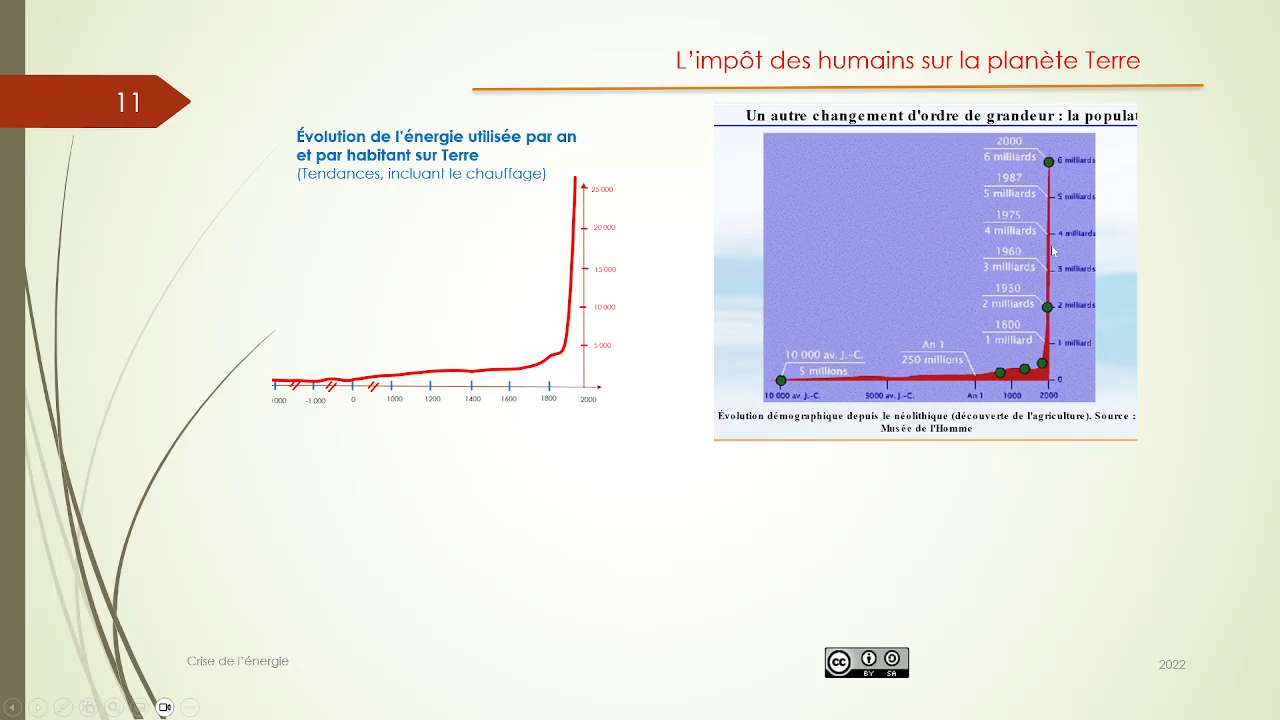 L'impôt des humains sur la planète Terre
11
Évolution de l'énergie utilisée par an
et par habitant sur Terre
(Tendances, incluant le chauffage)
25 000
20 000
15 000
10 000
5 000
1000
-1 000
0
1000
1200
1400
1600
1800
2000
Un autre changement d'ordre de grandeur : la populat
2000
6 milliards
6 milliards
1987
5 milliards
5 milliards
1975
4 milliards
4 milliards
1960
3 milliards
3 milliards
1930
2 milliards
2 milliards
1800
1 milliard
1 milliard
An 1
250 millions
10 000 av. J.-C.
5 millions
0
10 000 av. J.-C.
5000 av. J.-C.
An 1
1000
2000
Évolution démographique depuis le néolithique (découverte de l'agriculture). Source :
Musée de l'Homme
Crise de l'énergie
cc
BY SA
2022